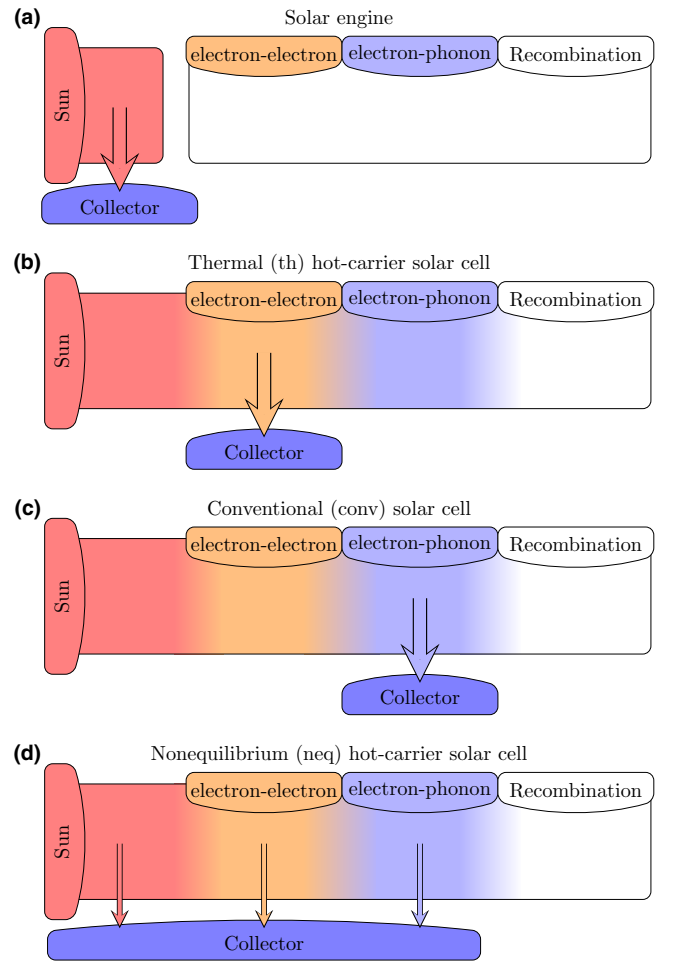 (a)
Solar engine
Sun
electron-electron
electron-phonon
Recombination
Collector
(b)
Thermal (th) hot-carrier solar cell
Sun
electron-electron
electron-phonon
Recombination
Collector
(c)
Conventional (conv) solar cell
Sun
electron-electron
electron-phonon
Recombination
Collector
(d)
Nonequilibrium (neq) hot-carrier solar cell
Sun
electron-electron
electron-phonon
Recombination
Collector